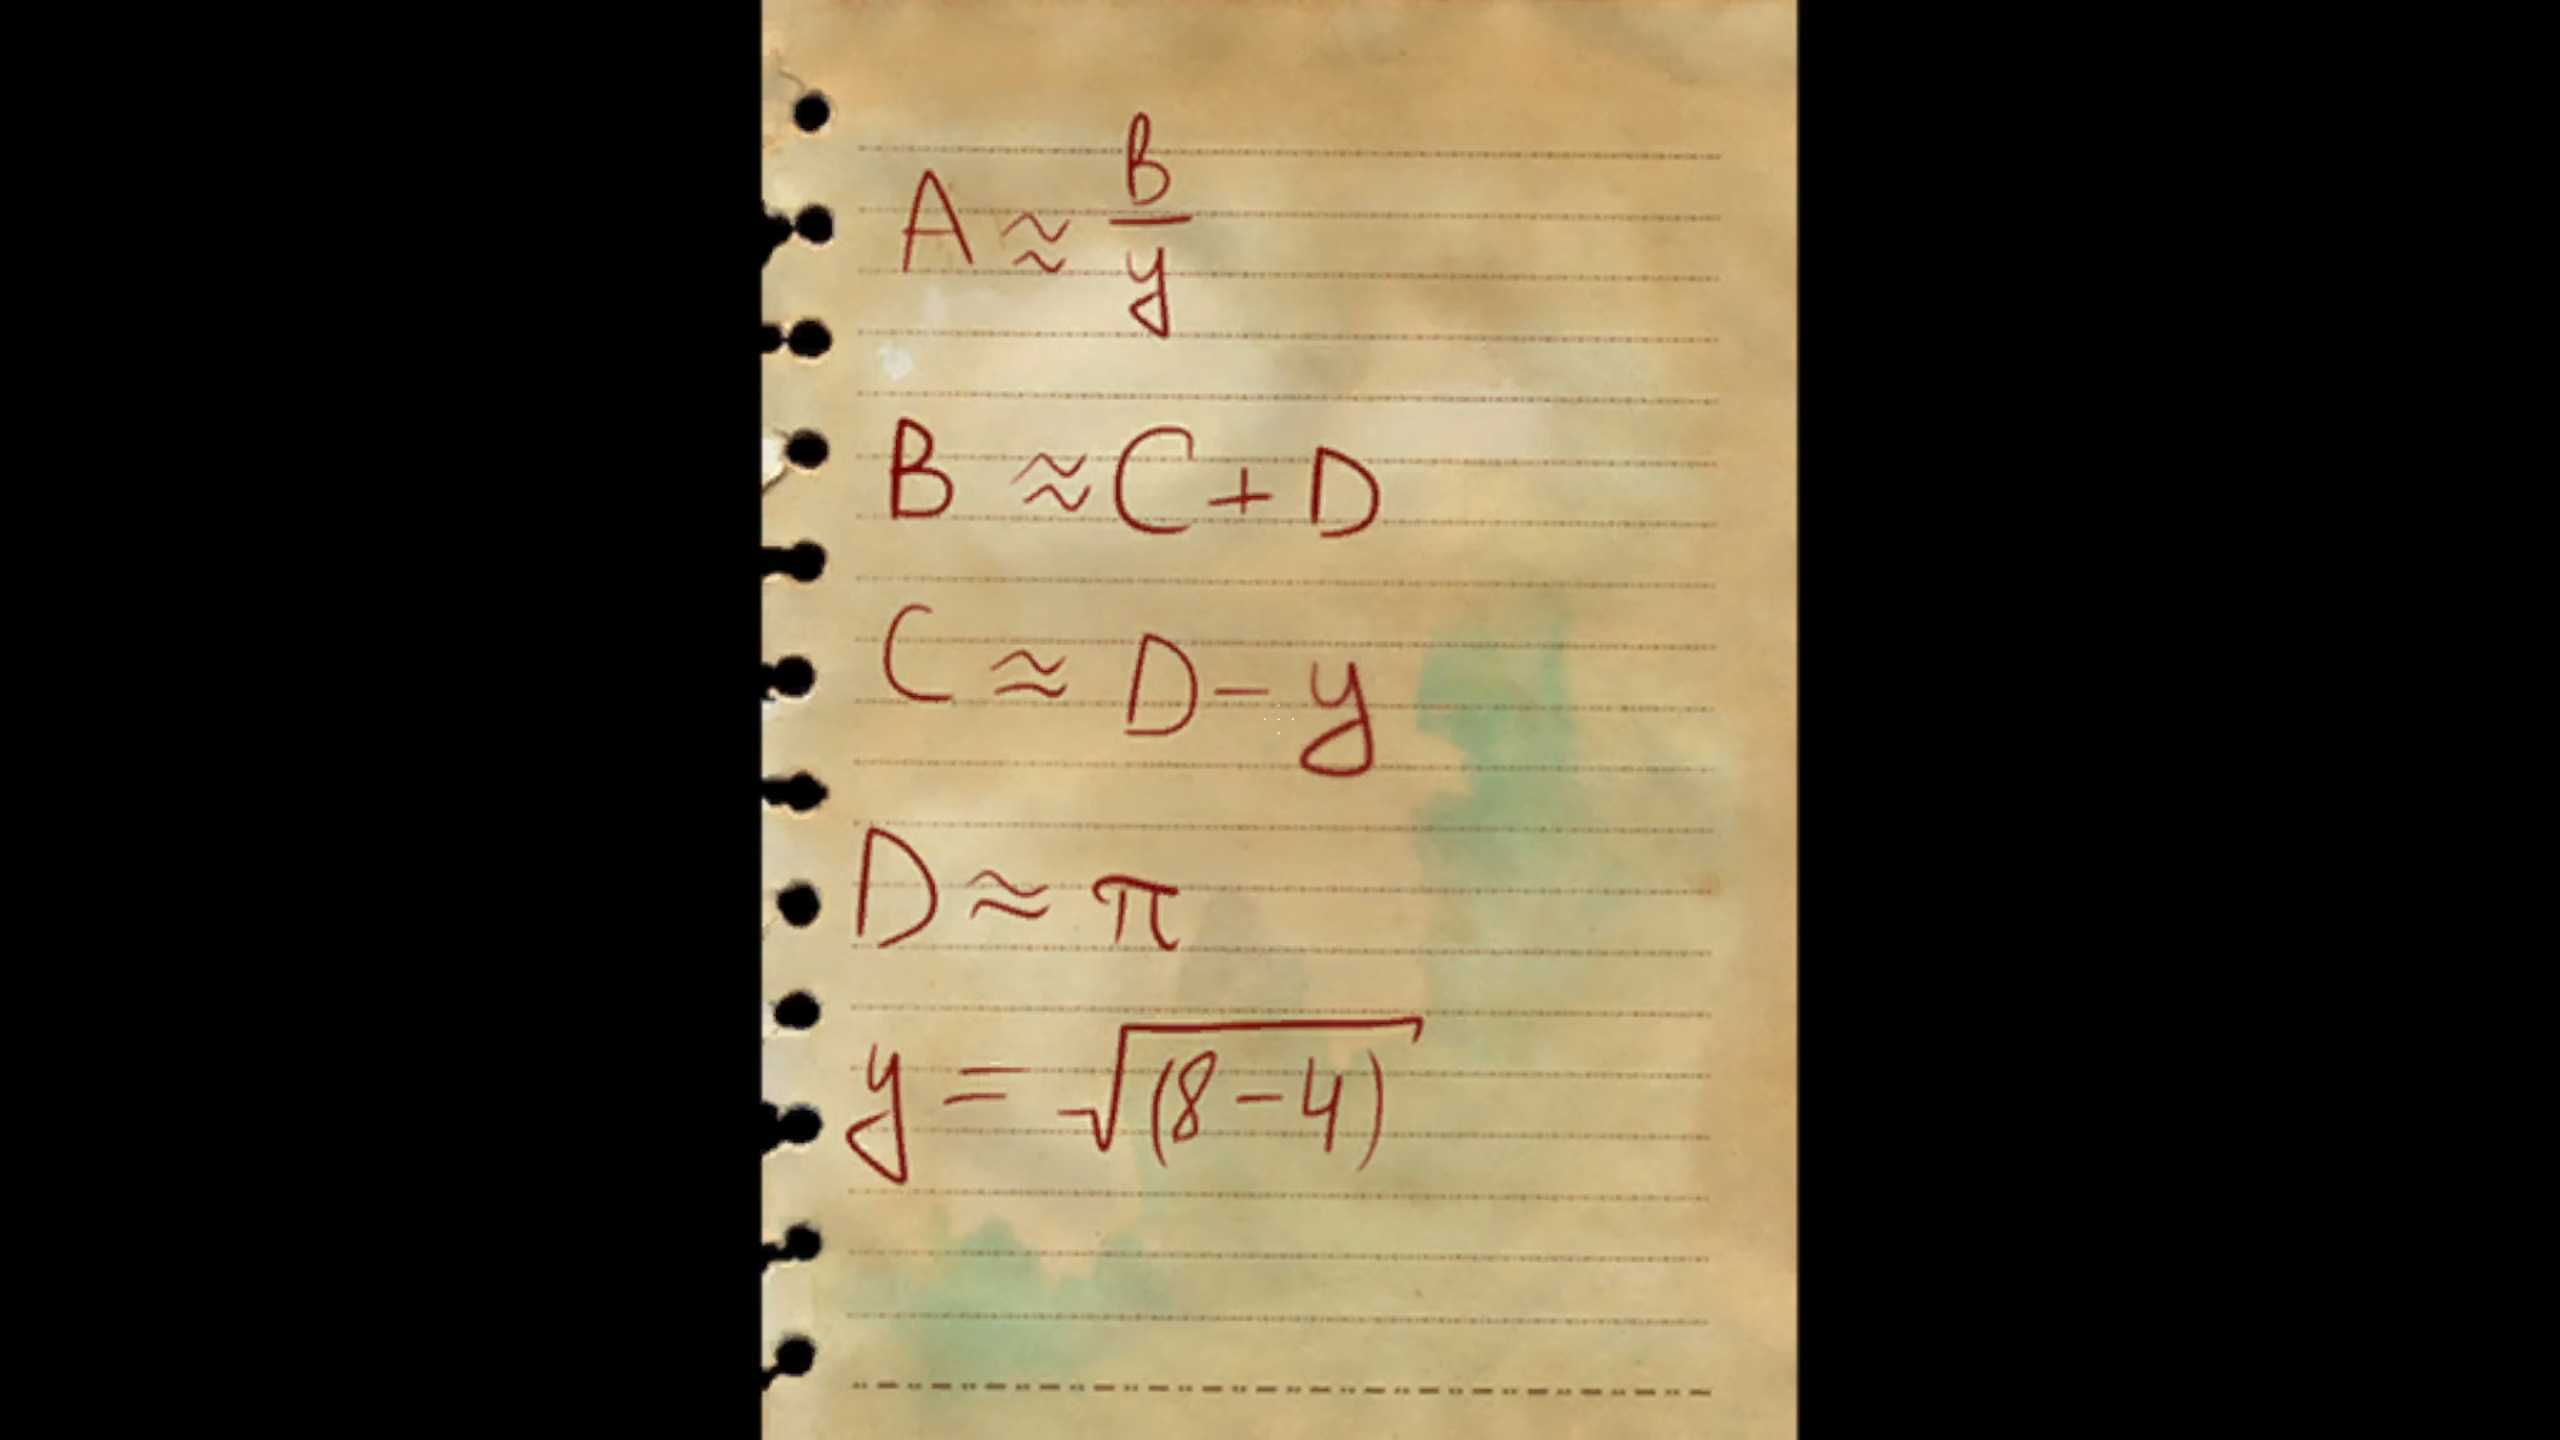 A ≈ B/y
B ≈ C + D
C ≈ D - y
D ≈ π
y = √(8-4)